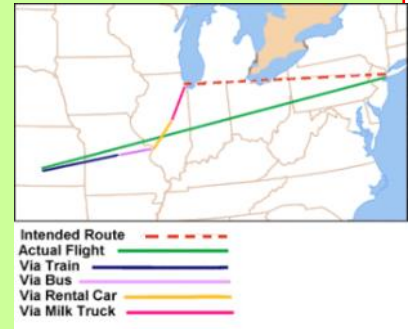 Intended Route
Actual Flight
Via Train
Via Bus
Via Rental Car
Via Milk Truck